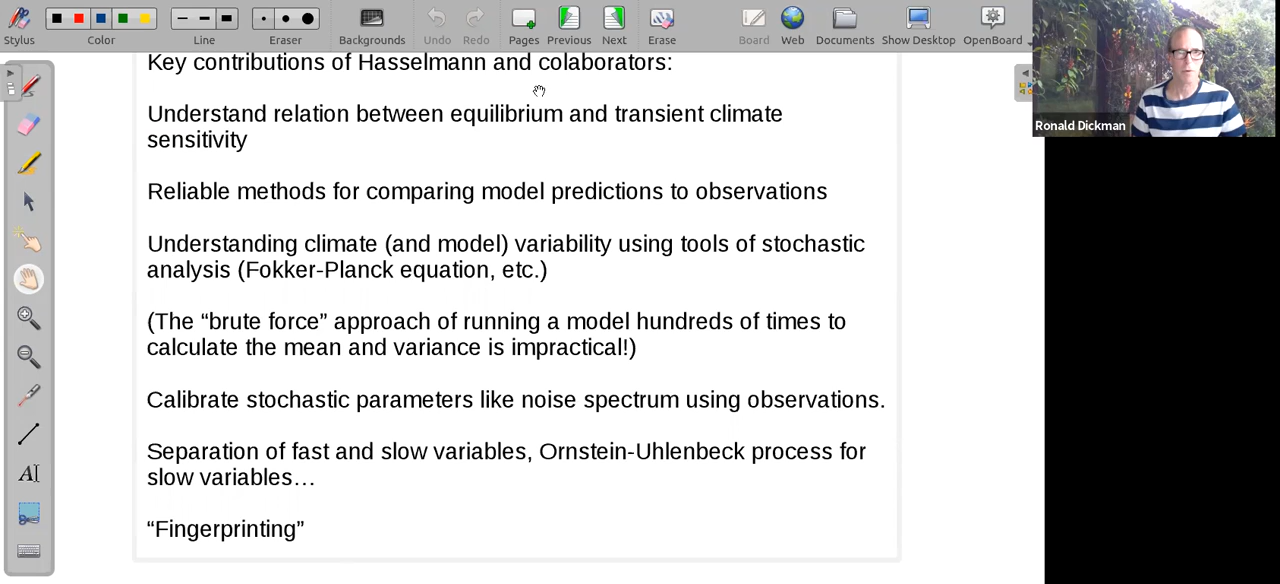 Stylus
Color
Line
Eraser
Backgrounds
Undo
Redo
Pages
Previous
Next
Erase
Board
Web
Documents
Show Desktop
OpenBoard
Ronald Dickman
Key contributions of Hasselmann and colaborators:
Understand relation between equilibrium and transient climate
sensitivity
Reliable methods for comparing model predictions to observations
Understanding climate (and model) variability using tools of stochastic
analysis (Fokker-Planck equation, etc.)
(The “brute force” approach of running a model hundreds of times to
calculate the mean and variance is impractical!)
Calibrate stochastic parameters like noise spectrum using observations.
Separation of fast and slow variables, Ornstein-Uhlenbeck process for
slow variables…
“Fingerprinting”
AI